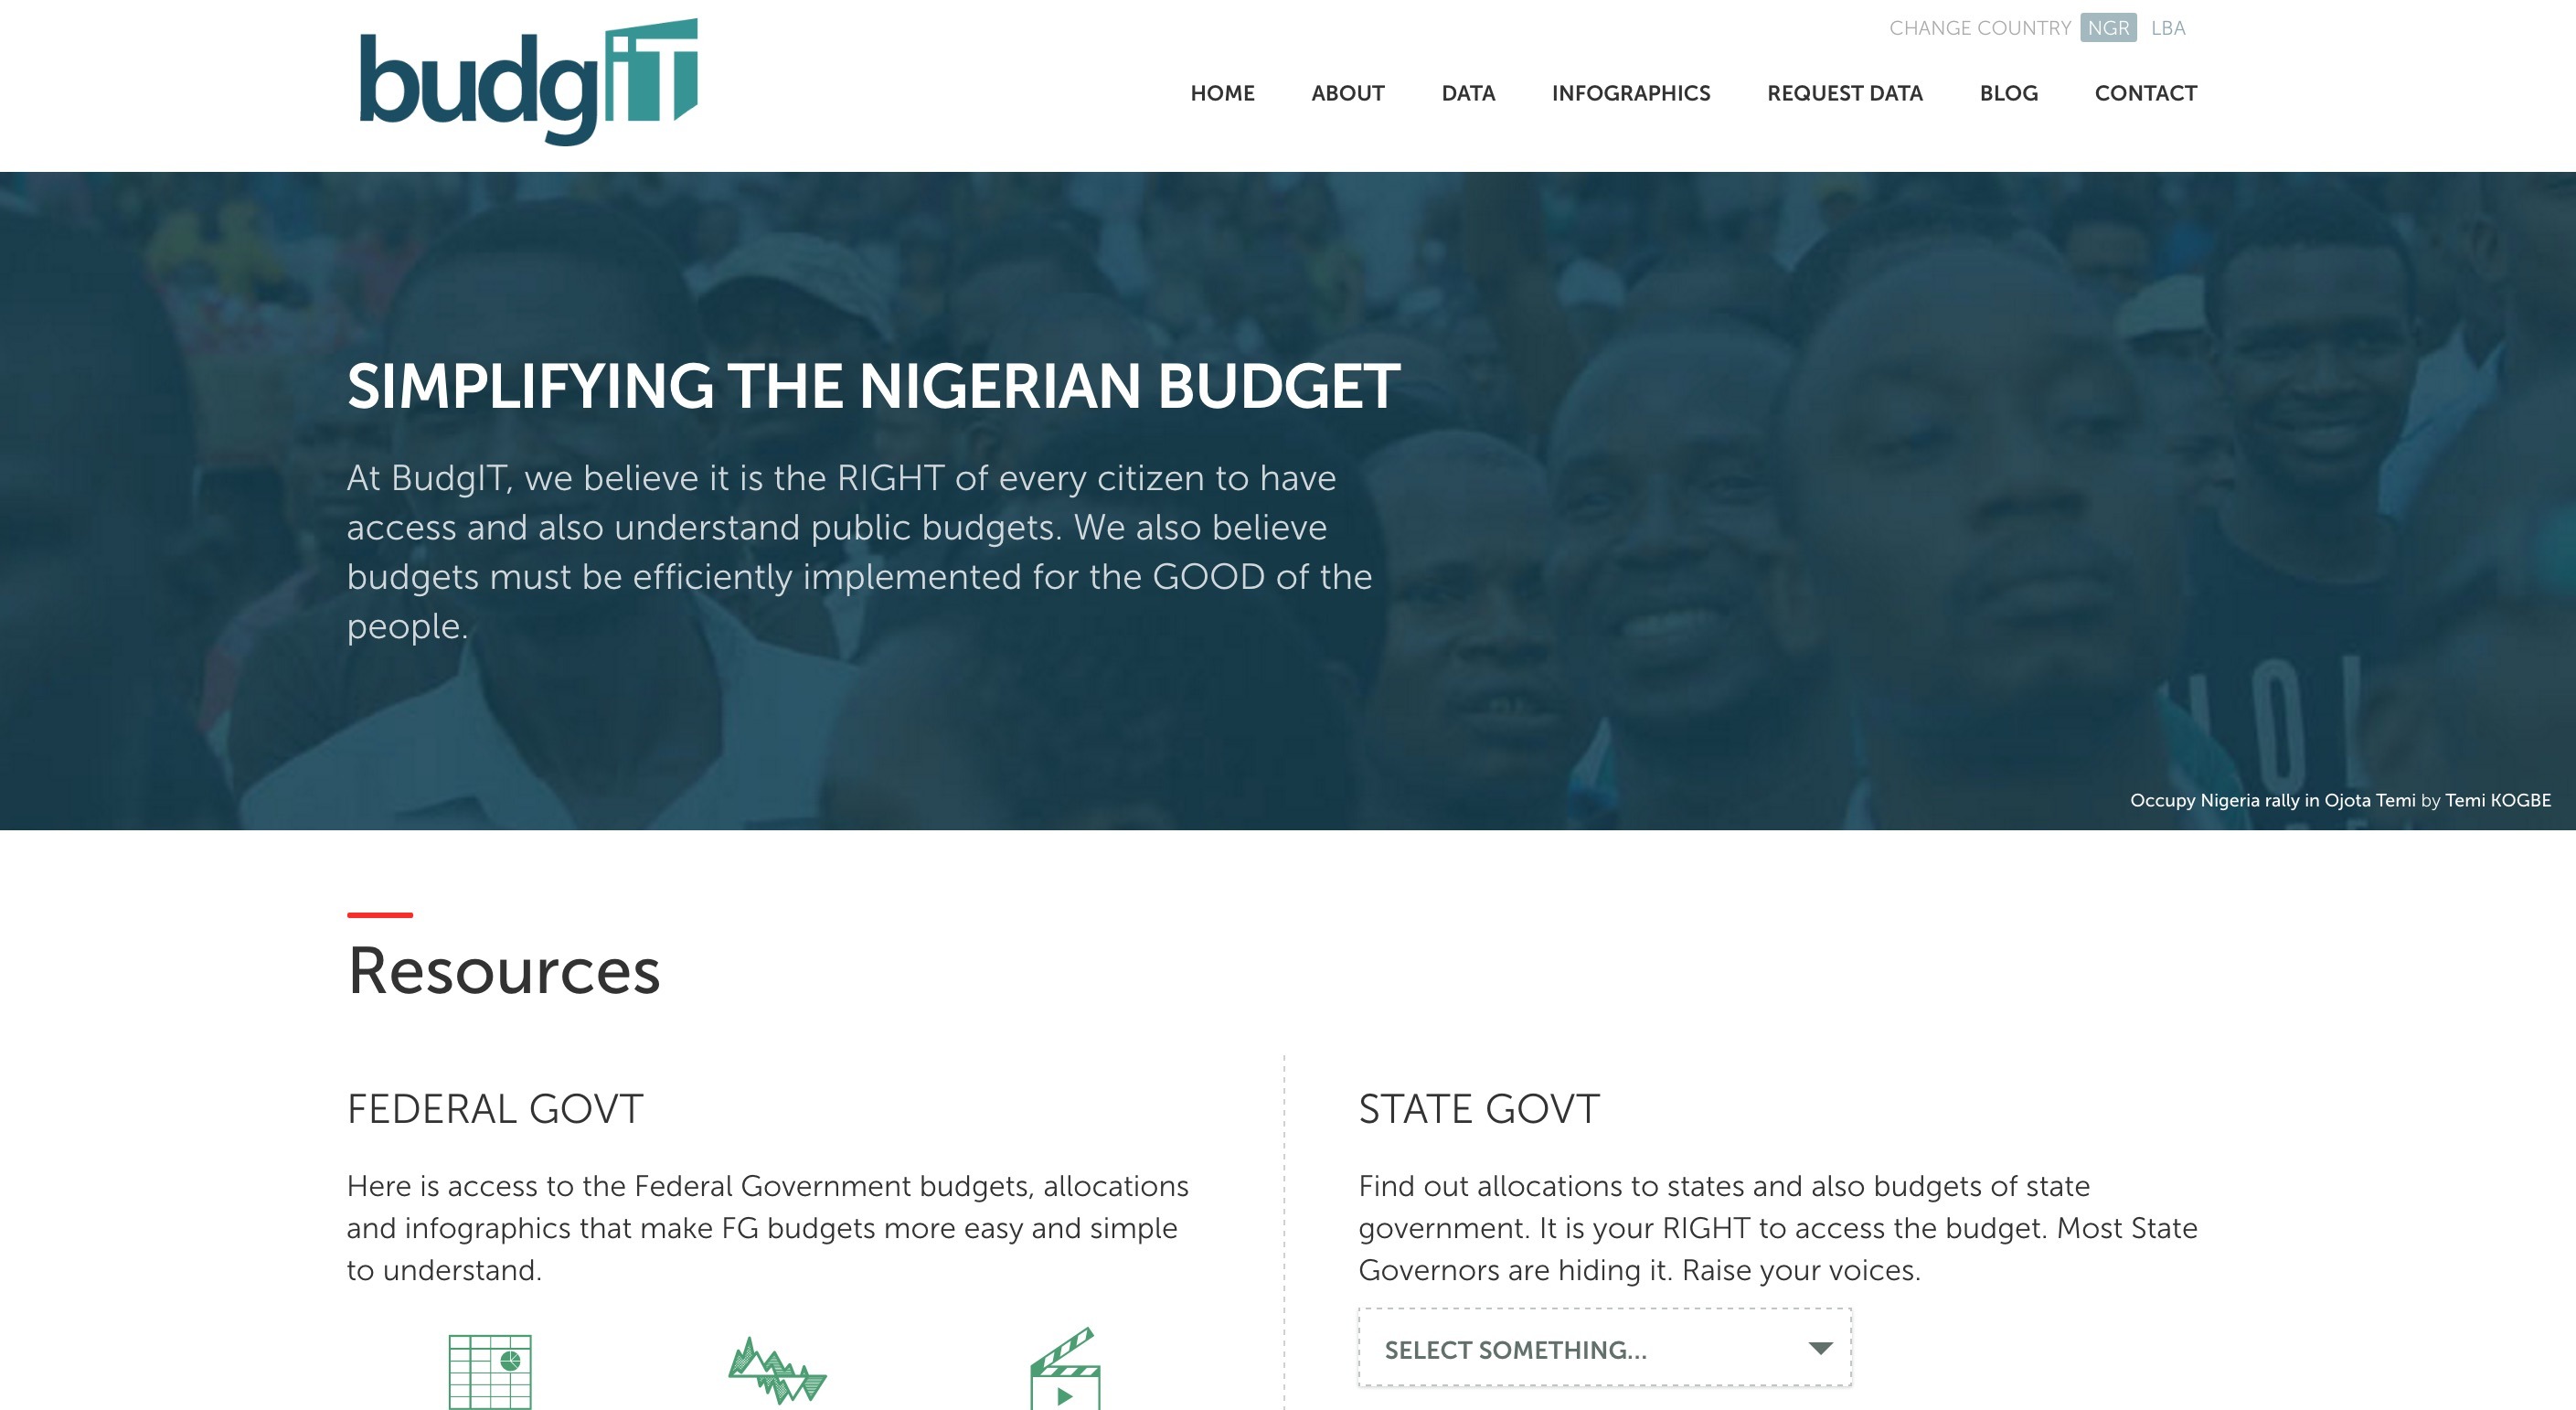 budgIT
CHANGE COUNTRY NGR LBA
HOME ABOUT DATA INFOGRAPHICS REQUEST DATA BLOG CONTACT
SIMPLIFYING THE NIGERIAN BUDGET
At BudgIT, we believe it is the RIGHT of every citizen to have
access and also understand public budgets. We also believe
budgets must be efficiently implemented for the GOOD of the
people.
Occupy Nigeria rally in Ojota Temi by Temi KOGBE
Resources
FEDERAL GOVT
Here is access to the Federal Government budgets, allocations
and infographics that make FG budgets more easy and simple
to understand.
STATE GOVT
Find out allocations to states and also budgets of state
government. It is your RIGHT to access the budget. Most State
Governors are hiding it. Raise your voices.
SELECT SOMETHING...